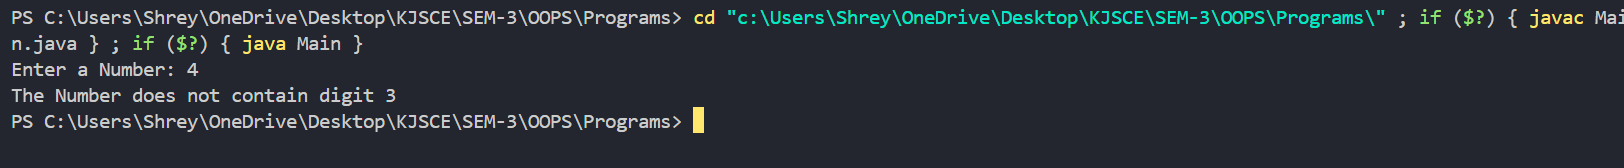 PS C:\Users\Shrey\OneDrive\Desktop\KJSCE\SEM-3\OOPS\Programs> cd "c:\Users\Shrey\OneDrive\Desktop\KJSCE\SEM-3\OOPS\Programs\" ; if ($?) { javac Mai
n.java } ; if ($?) { java Main }
Enter a Number: 4
The Number does not contain digit 3
PS C:\Users\Shrey\OneDrive\Desktop\KJSCE\SEM-3\OOPS\Programs>